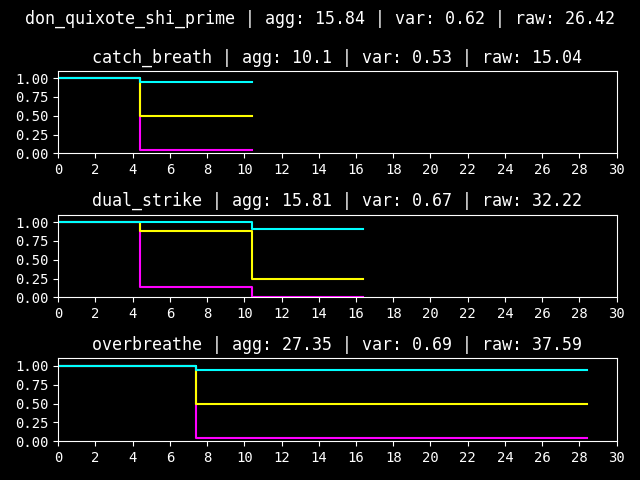 don_quixote_shi_prime | agg: 15.84 | var: 0.62 | raw: 26.42
catch_breath | agg: 10.1 | var: 0.53 | raw: 15.04
1.00
0.75
0.50
0.25
0.00
0 2 4 6 8 10 12 14 16 18 20 22 24 26 28 30
dual_strike | agg: 15.81 | var: 0.67 | raw: 32.22
1.00
0.75
0.50
0.25
0.00
0 2 4 6 8 10 12 14 16 18 20 22 24 26 28 30
overbreathe | agg: 27.35 | var: 0.69 | raw: 37.59
1.00
0.75
0.50
0.25
0.00
0 2 4 6 8 10 12 14 16 18 20 22 24 26 28 30